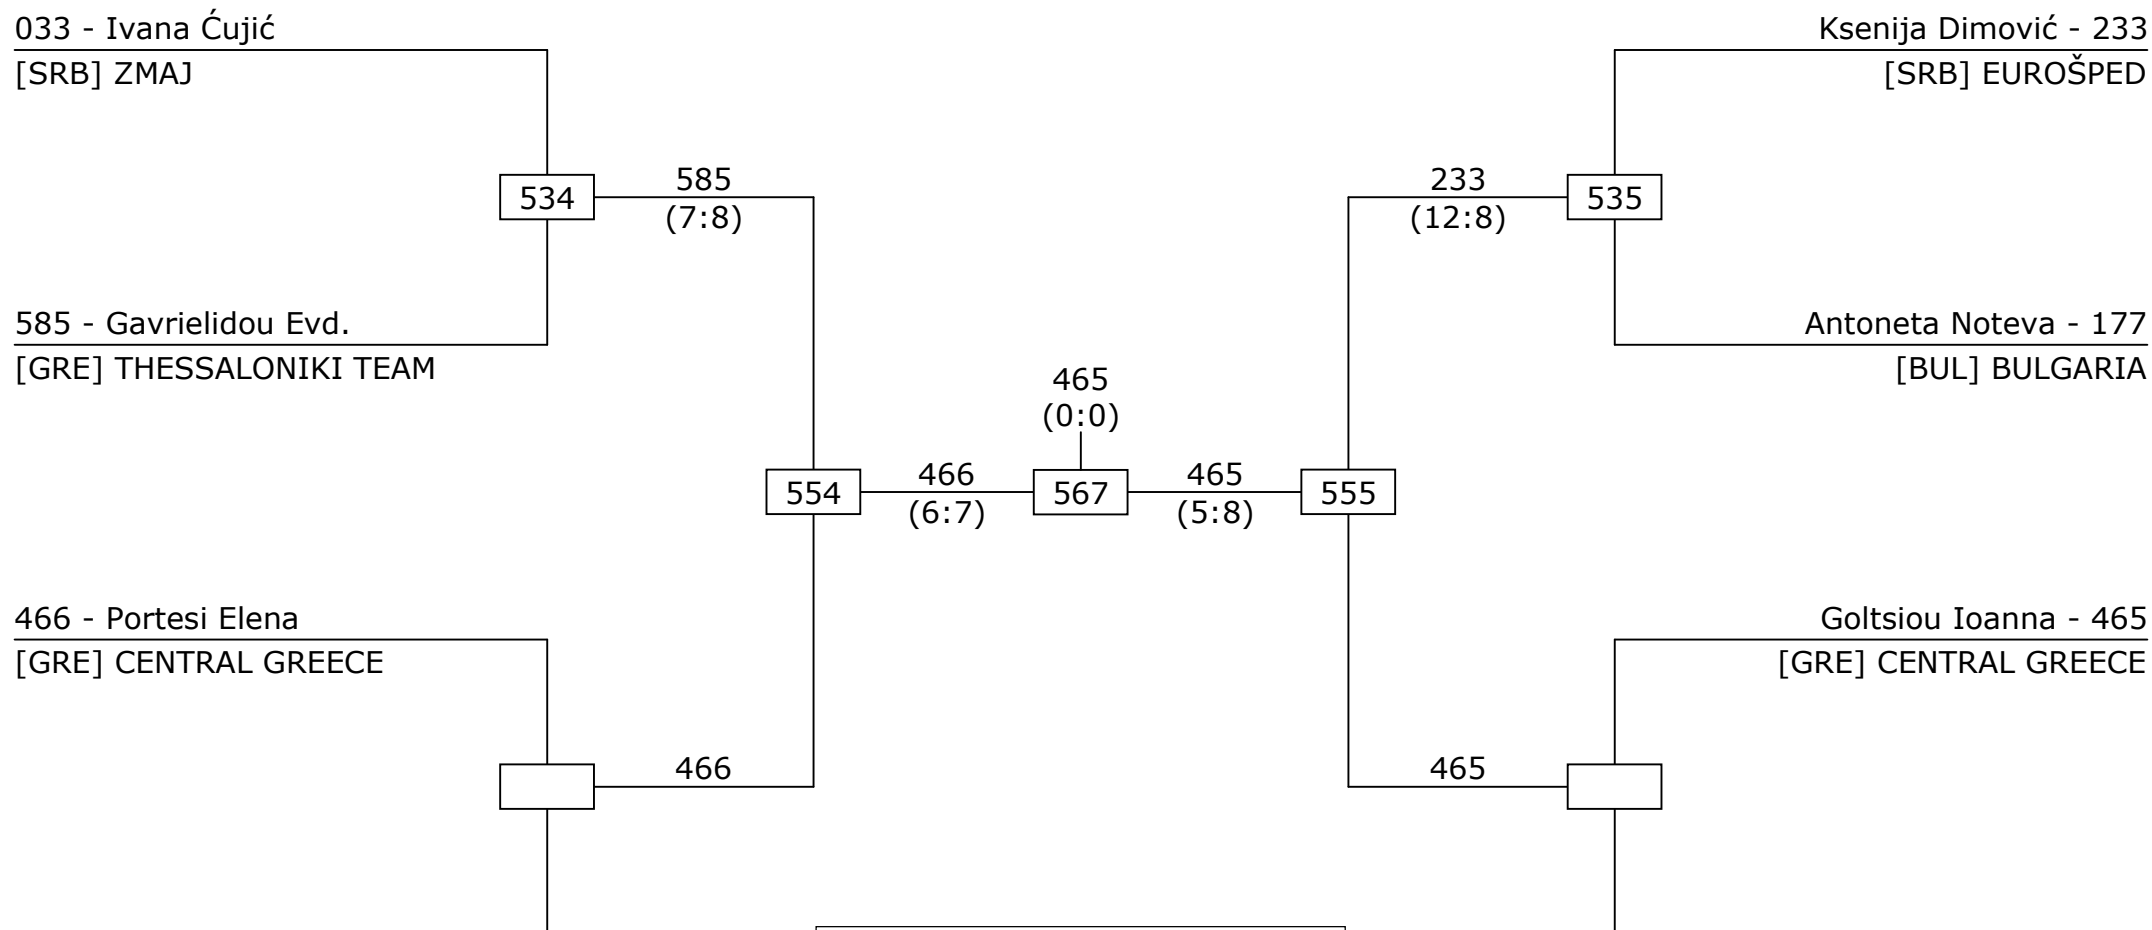 033 - Ivana Ćujić
[SRB] ZMAJ
Ksenija Dimović - 233
[SRB] EUROŠPED
534
585
(7:8)
233
(12:8)
535
585 - Gavrielidou Evd.
[GRE] THESSALONIKI TEAM
Antoneta Noteva - 177
[BUL] BULGARIA
465
(0:0)
554
466
(6:7)
567
465
(5:8)
555
466 - Portesi Elena
[GRE] CENTRAL GREECE
Goltsiou Ioanna - 465
[GRE] CENTRAL GREECE
466
465